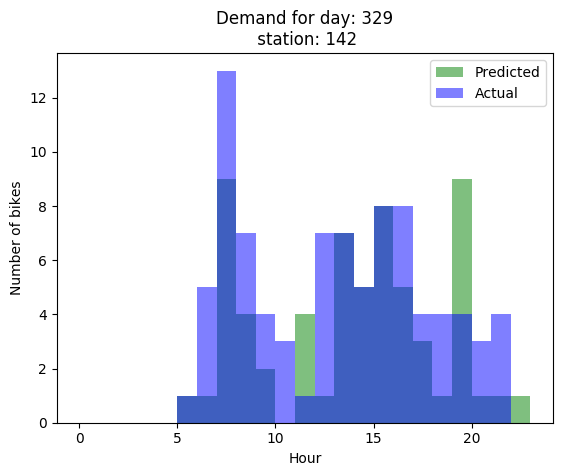 Demand for day: 329
station: 142
Predicted
Actual
Number of bikes
12
10
8
6
4
2
0
0 5 10 15 20
Hour